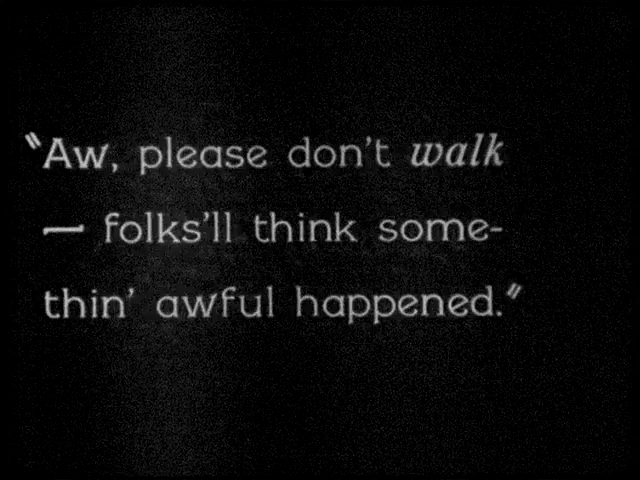 "Aw, please don't walk
— folks'll think some-
thin' awful happened."